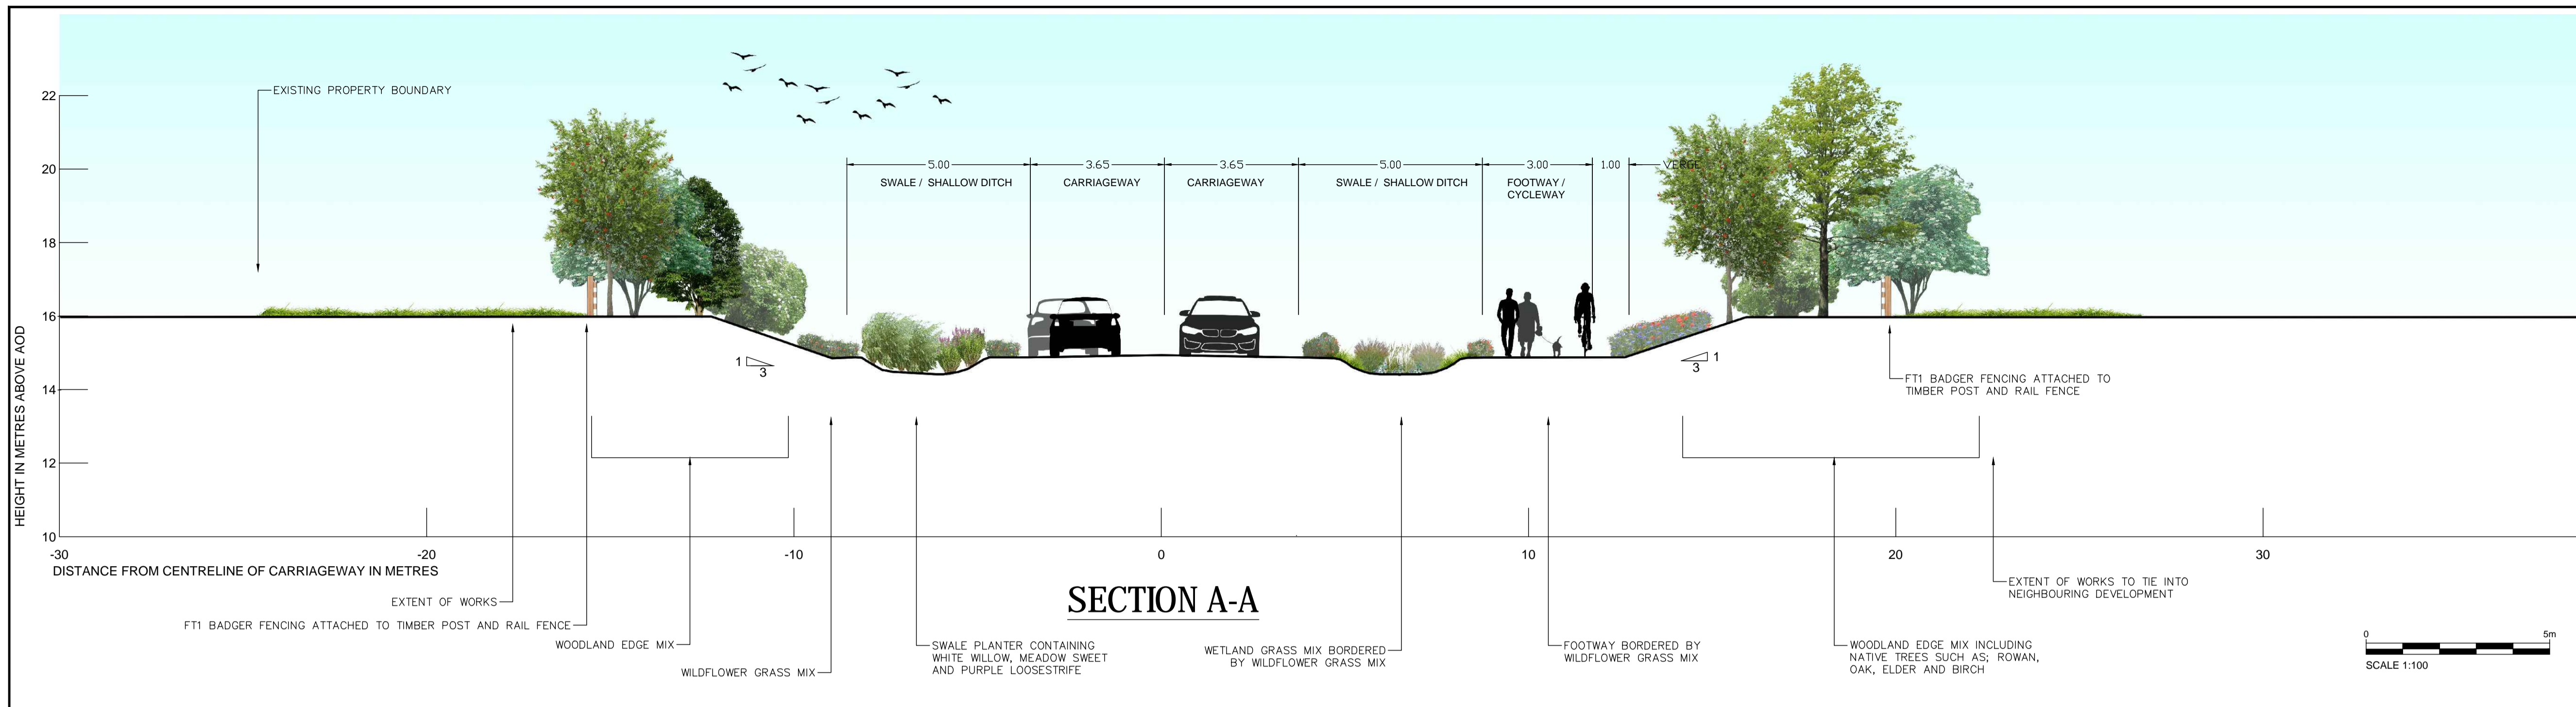 EXISTING PROPERTY BOUNDARY
22
20
18
16
14
12
10
HEIGHT IN METRES ABOVE AOD
5.00
3.65
3.65
5.00
3.00
1.00
VERGE
SWALE / SHALLOW DITCH
CARRIAGEWAY
CARRIAGEWAY
SWALE / SHALLOW DITCH
FOOTWAY /
CYCLEWAY
1
3
1
3
FT1 BADGER FENCING ATTACHED TO
TIMBER POST AND RAIL FENCE
-30
-20
-10
0
10
20
30
DISTANCE FROM CENTRELINE OF CARRIAGEWAY IN METRES
SECTION A-A
EXTENT OF WORKS
FT1 BADGER FENCING ATTACHED TO TIMBER POST AND RAIL FENCE
WOODLAND EDGE MIX
WILDFLOWER GRASS MIX
SWALE PLANTER CONTAINING
WHITE WILLOW, MEADOW SWEET
AND PURPLE LOOSESTRIFE
WETLAND GRASS MIX BORDERED
BY WILDFLOWER GRASS MIX
FOOTWAY BORDERED BY
WILDFLOWER GRASS MIX
WOODLAND EDGE MIX INCLUDING
NATIVE TREES SUCH AS; ROWAN,
OAK, ELDER AND BIRCH
EXTENT OF WORKS TO TIE INTO
NEIGHBOURING DEVELOPMENT
0
5m
SCALE 1:100